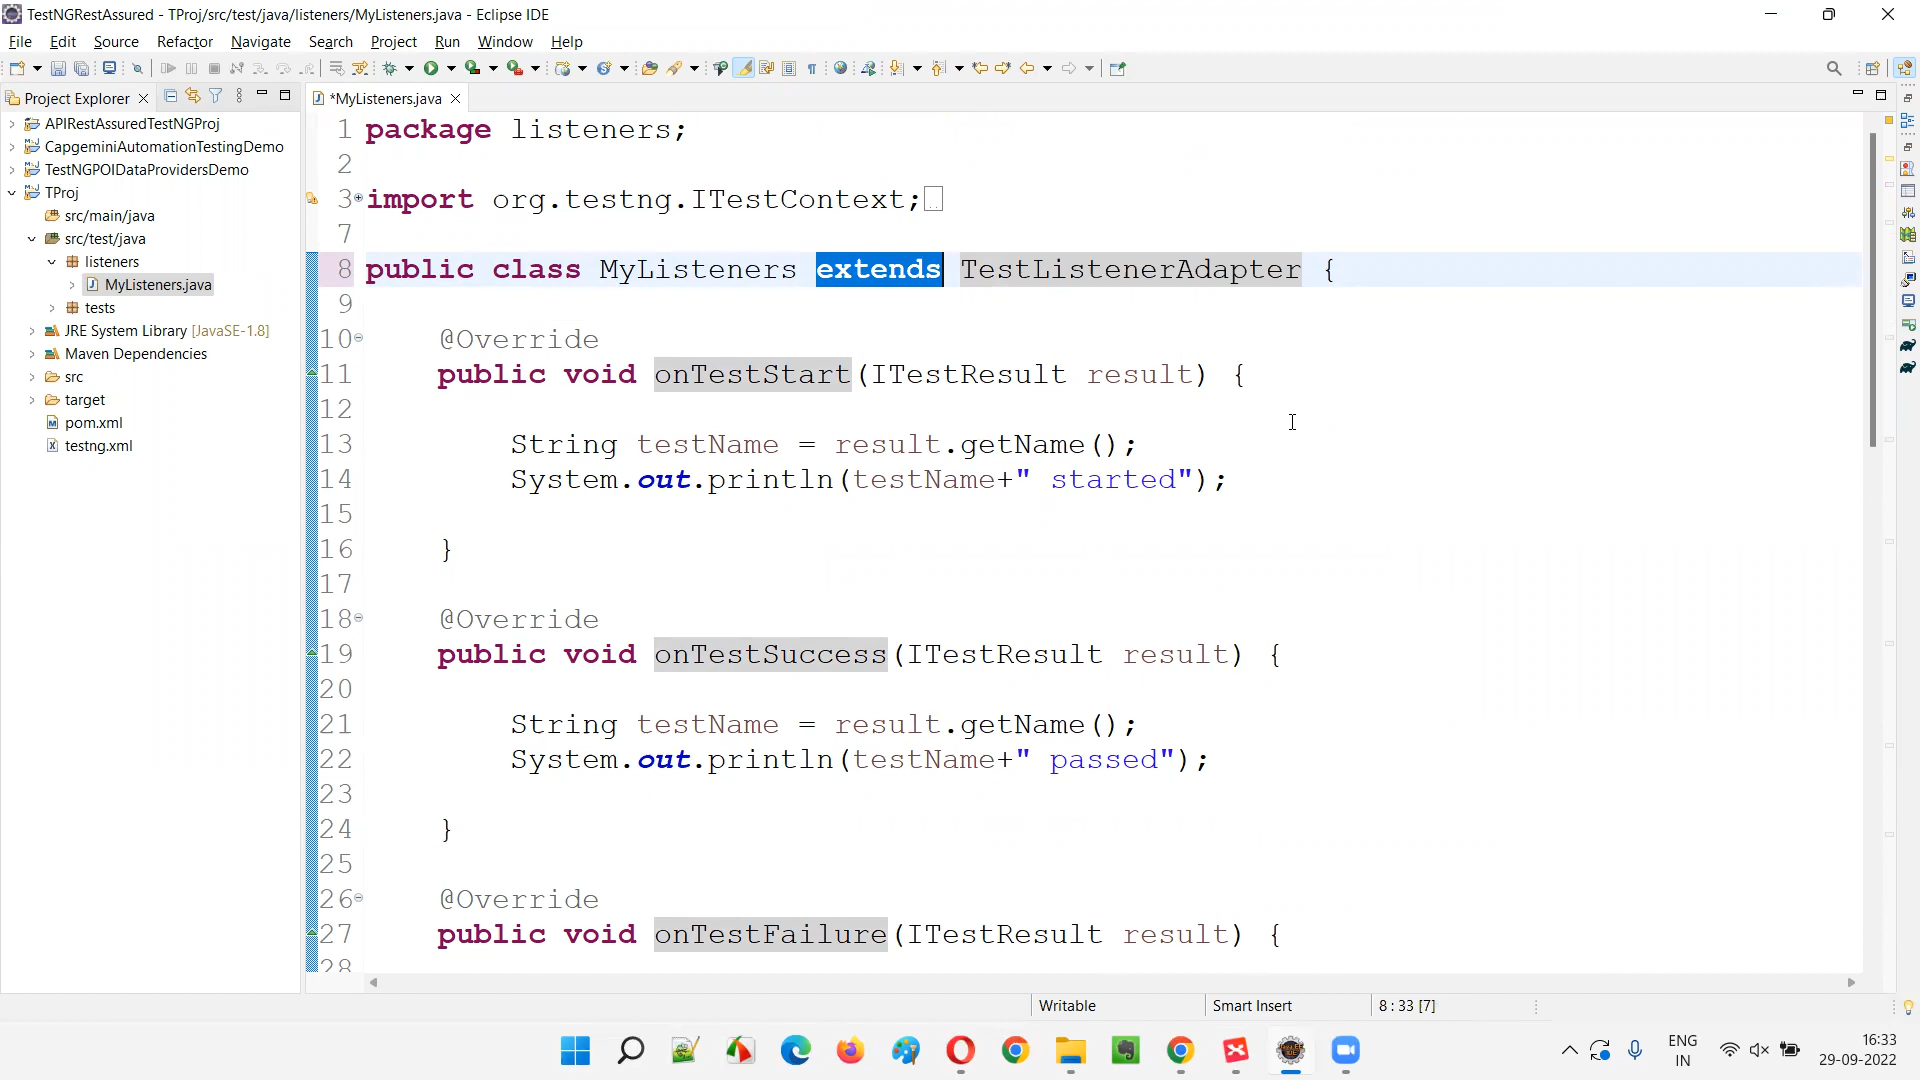 TestNGRestAssured - TProj/src/test/java/listeners/MyListeners.java - Eclipse IDE
File Edit Source Refactor Navigate Search Project Run Window Help
Project Explorer
APIRestAssuredTestNGProj
CapgeminiAutomationTestingDemo
TestNGPOIDataProvidersDemo
TProj
src/main/java
src/test/java
listeners
MyListeners.java
tests
JRE System Library [JavaSE-1.8]
Maven Dependencies
src
target
pom.xml
testng.xml
*MyListeners.java
1 package listeners;
2
3 import org.testng.ITestContext;
7
8 public class MyListeners extends TestListenerAdapter {
9
10 @Override
11 public void onTestStart(ITestResult result) {
12
13 String testName = result.getName();
14 System.out.println(testName+" started");
15
16 }
17
18 @Override
19 public void onTestSuccess(ITestResult result) {
20
21 String testName = result.getName();
22 System.out.println(testName+" passed");
23
24 }
25
26 @Override
27 public void onTestFailure(ITestResult result) {
28
Writable Smart Insert 8 : 33 [7]
ENG
IN
16:33
29-09-2022